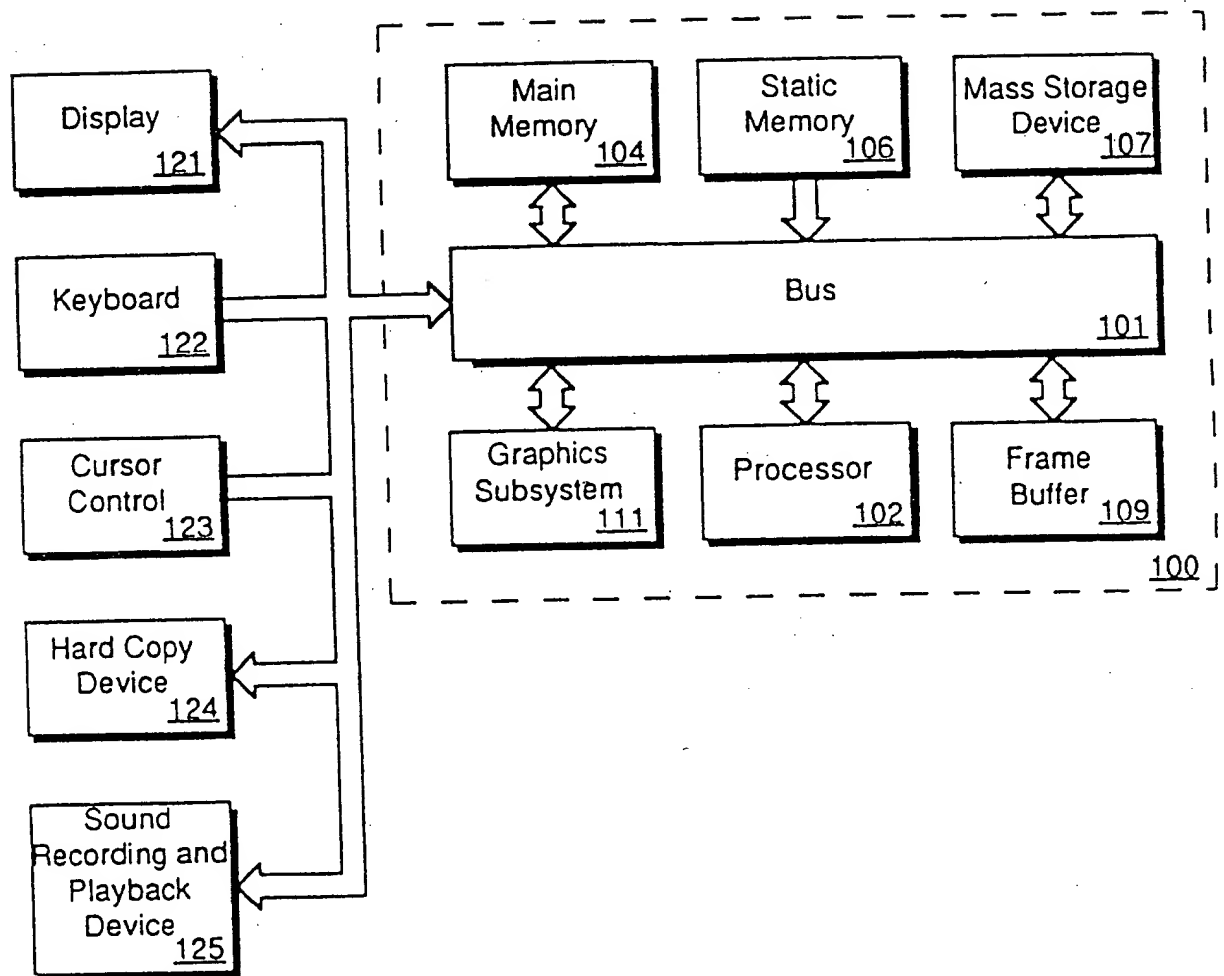 Display
121
Keyboard
122
Cursor
Control
123
Hard Copy
Device
124
Sound
Recording and
Playback
Device
125
Main
Memory
104
Static
Memory
106
Mass Storage
Device
107
Bus
101
Graphics
Subsystem
111
Processor
102
Frame
Buffer
109
100